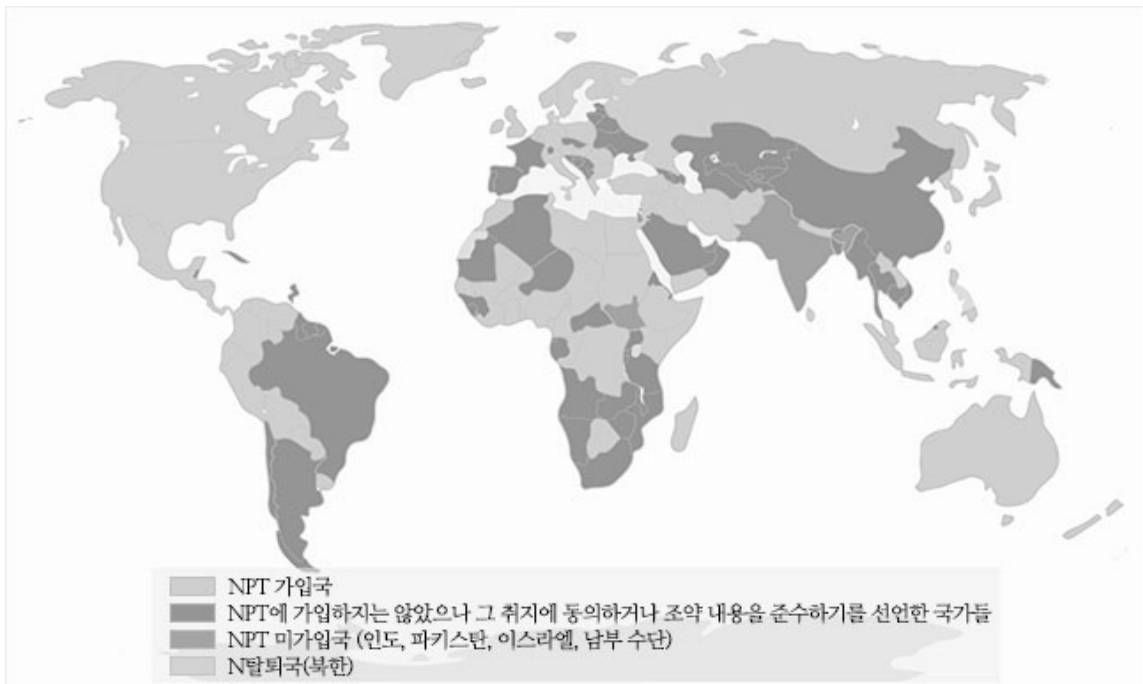 NPT 가입국
NPT에 가입하지는 않았으나 그 취지에 동의하거나 조약 내용을 준수하기를 선언한 국가들
NPT 미가입국 (인도, 파키스탄, 이스라엘, 남부 수단)
N탈퇴국(북한)